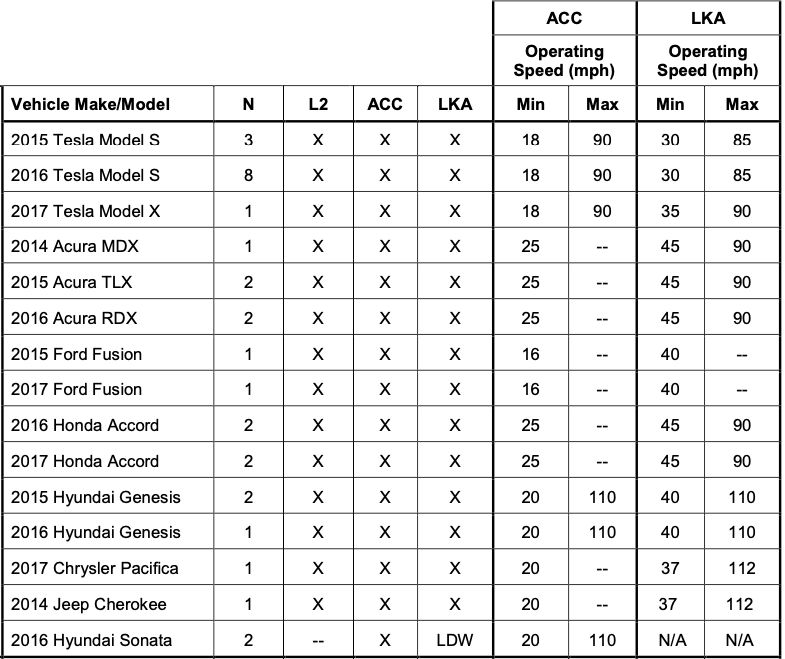 ACC LKA
Operating Speed (mph) Operating Speed (mph)
Vehicle Make/Model N L2 ACC LKA Min Max Min Max
2015 Tesla Model S 3 X X X 18 90 30 85
2016 Tesla Model S 8 X X X 18 90 30 85
2017 Tesla Model X 1 X X X 18 90 35 90
2014 Acura MDX 1 X X X 25 -- 45 90
2015 Acura TLX 2 X X X 25 -- 45 90
2016 Acura RDX 2 X X X 25 -- 45 90
2015 Ford Fusion 1 X X X 16 -- 40 --
2017 Ford Fusion 1 X X X 16 -- 40 --
2016 Honda Accord 2 X X X 25 -- 45 90
2017 Honda Accord 2 X X X 25 -- 45 90
2015 Hyundai Genesis 2 X X X 20 110 40 110
2016 Hyundai Genesis 1 X X X 20 110 40 110
2017 Chrysler Pacifica 1 X X X 20 -- 37 112
2014 Jeep Cherokee 1 X X X 20 -- 37 112
2016 Hyundai Sonata 2 -- X LDW 20 110 N/A N/A